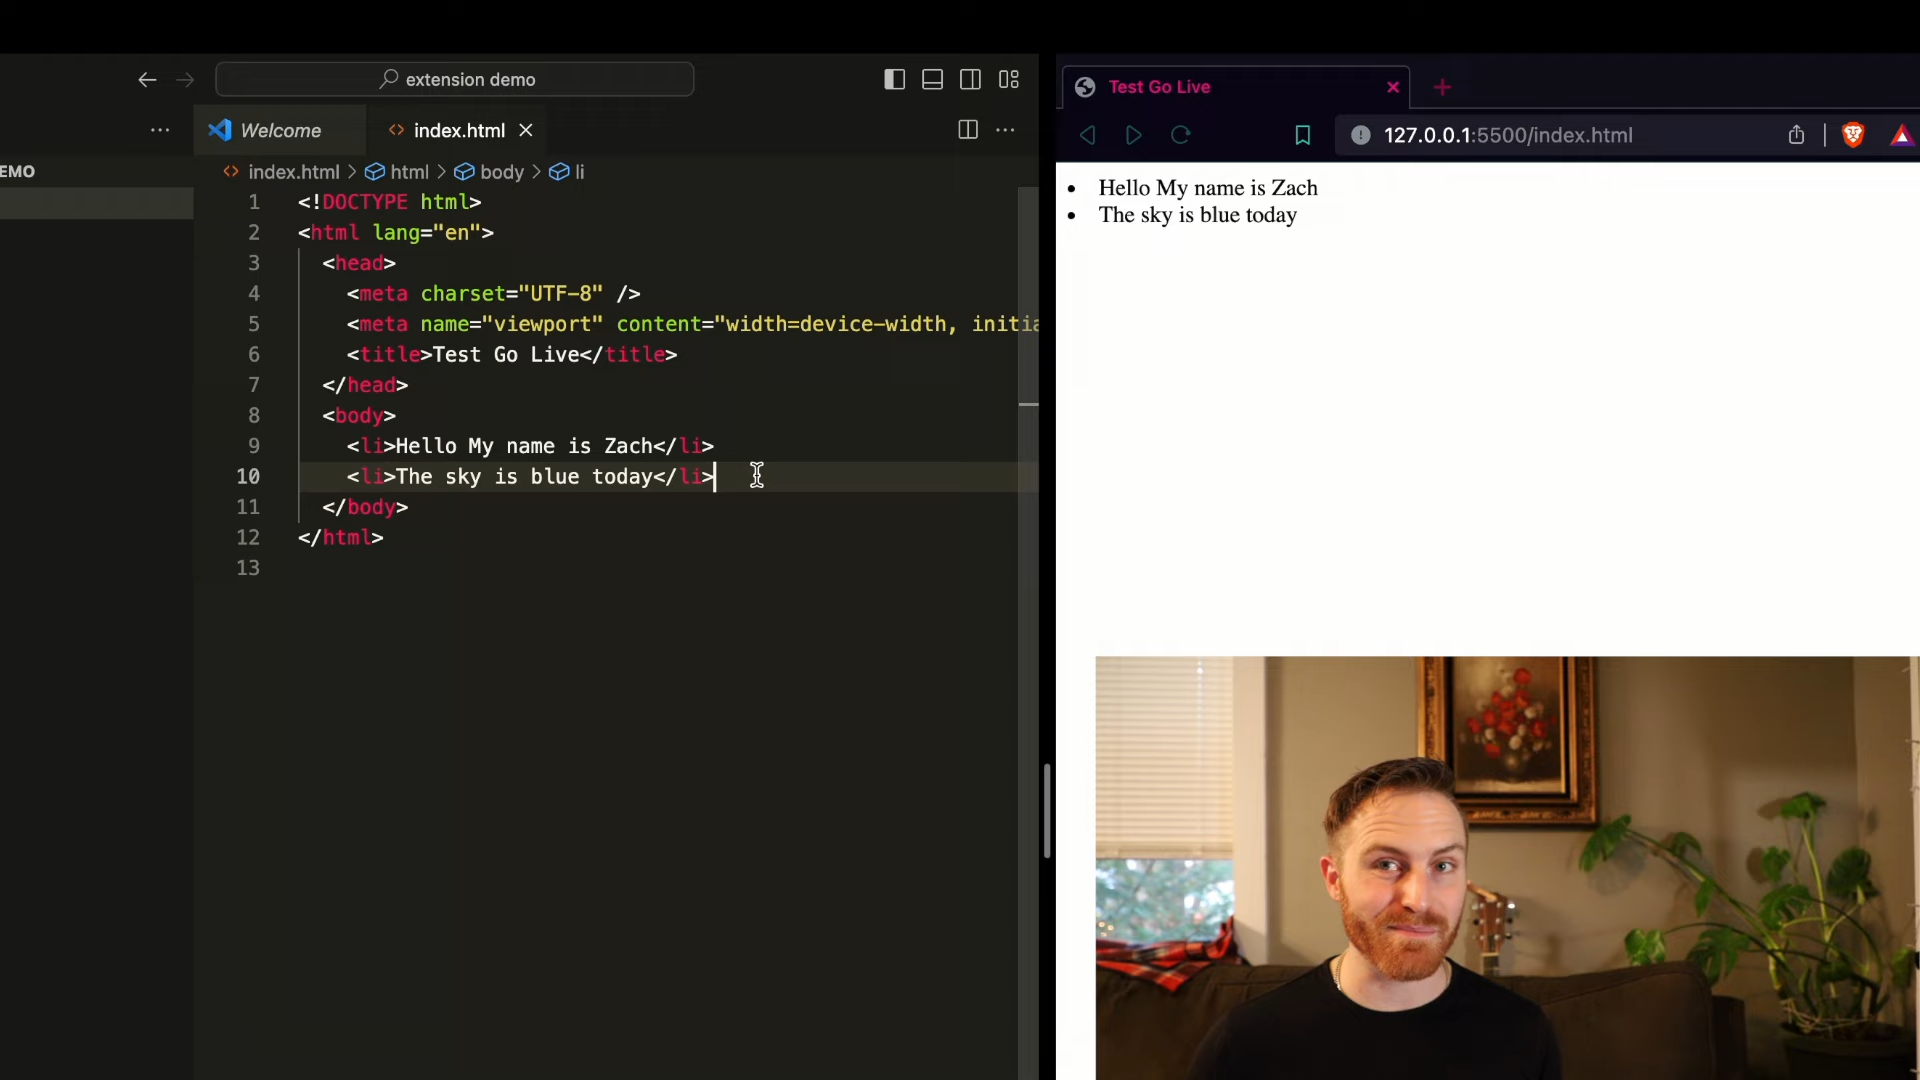 extension demo
Welcome
index.html
EMO
index.html > html > body > li
1 <!DOCTYPE html>
2 <html lang="en">
3 <head>
4 <meta charset="UTF-8" />
5 <meta name="viewport" content="width=device-width, initia
6 <title>Test Go Live</title>
7 </head>
8 <body>
9 <li>Hello My name is Zach</li>
10 <li>The sky is blue today</li>
11 </body>
12 </html>
13
Test Go Live
127.0.0.1:5500/index.html
• Hello My name is Zach
• The sky is blue today